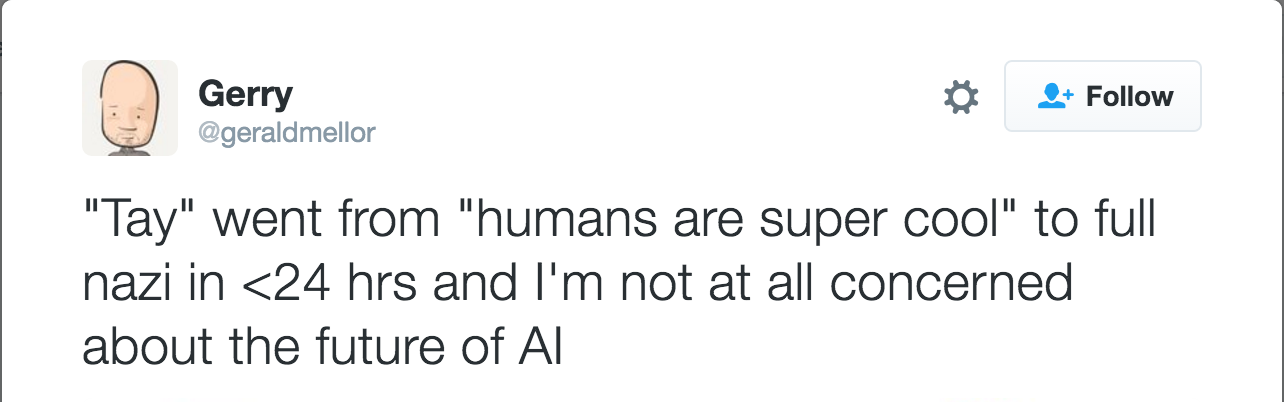 Gerry
@geraldmellor
Follow
"Tay" went from "humans are super cool" to full
nazi in <24 hrs and I'm not at all concerned
about the future of AI